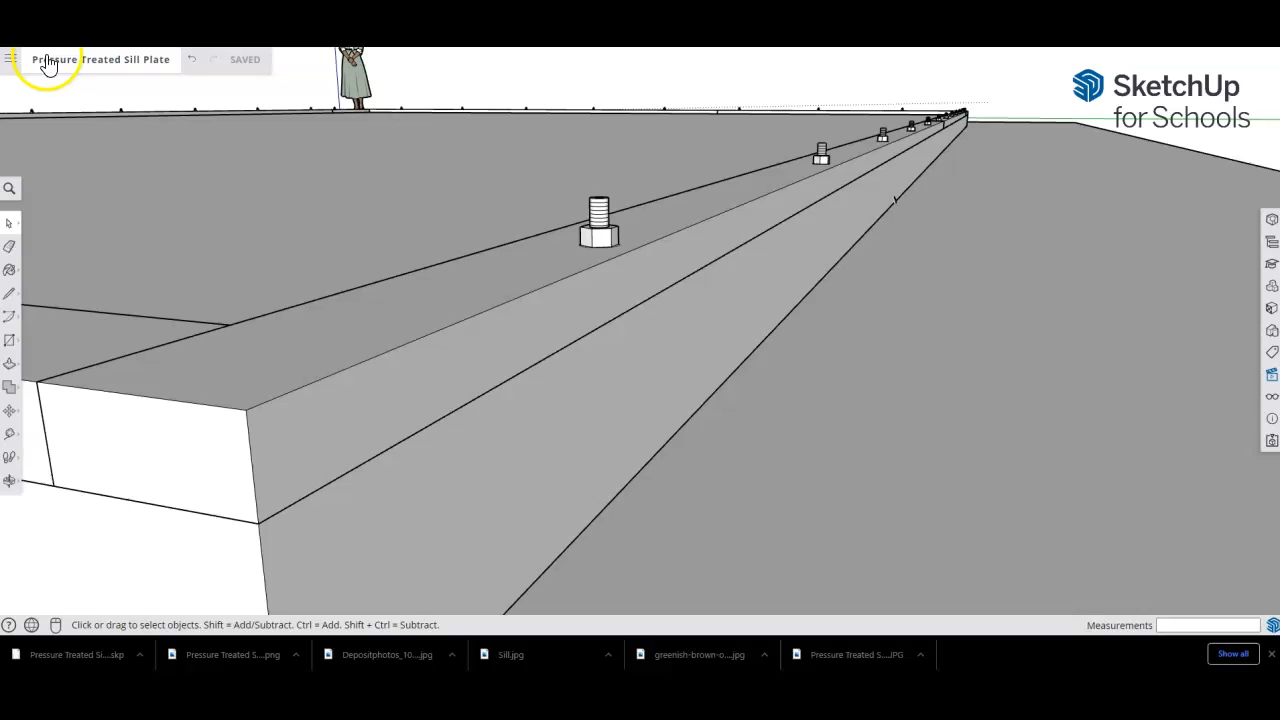 Pressure Treated Sill Plate
SAVED
SketchUp
for Schools
Click or drag to select objects. Shift = Add/Subtract. Ctrl = Add. Shift + Ctrl = Subtract.
Measurements
Pressure Treated Si....skp
Pressure Treated S....png
Depositphotos_10....jpg
Sill.jpg
greenish-brown-o....jpg
Pressure Treated S....JPG
Show all